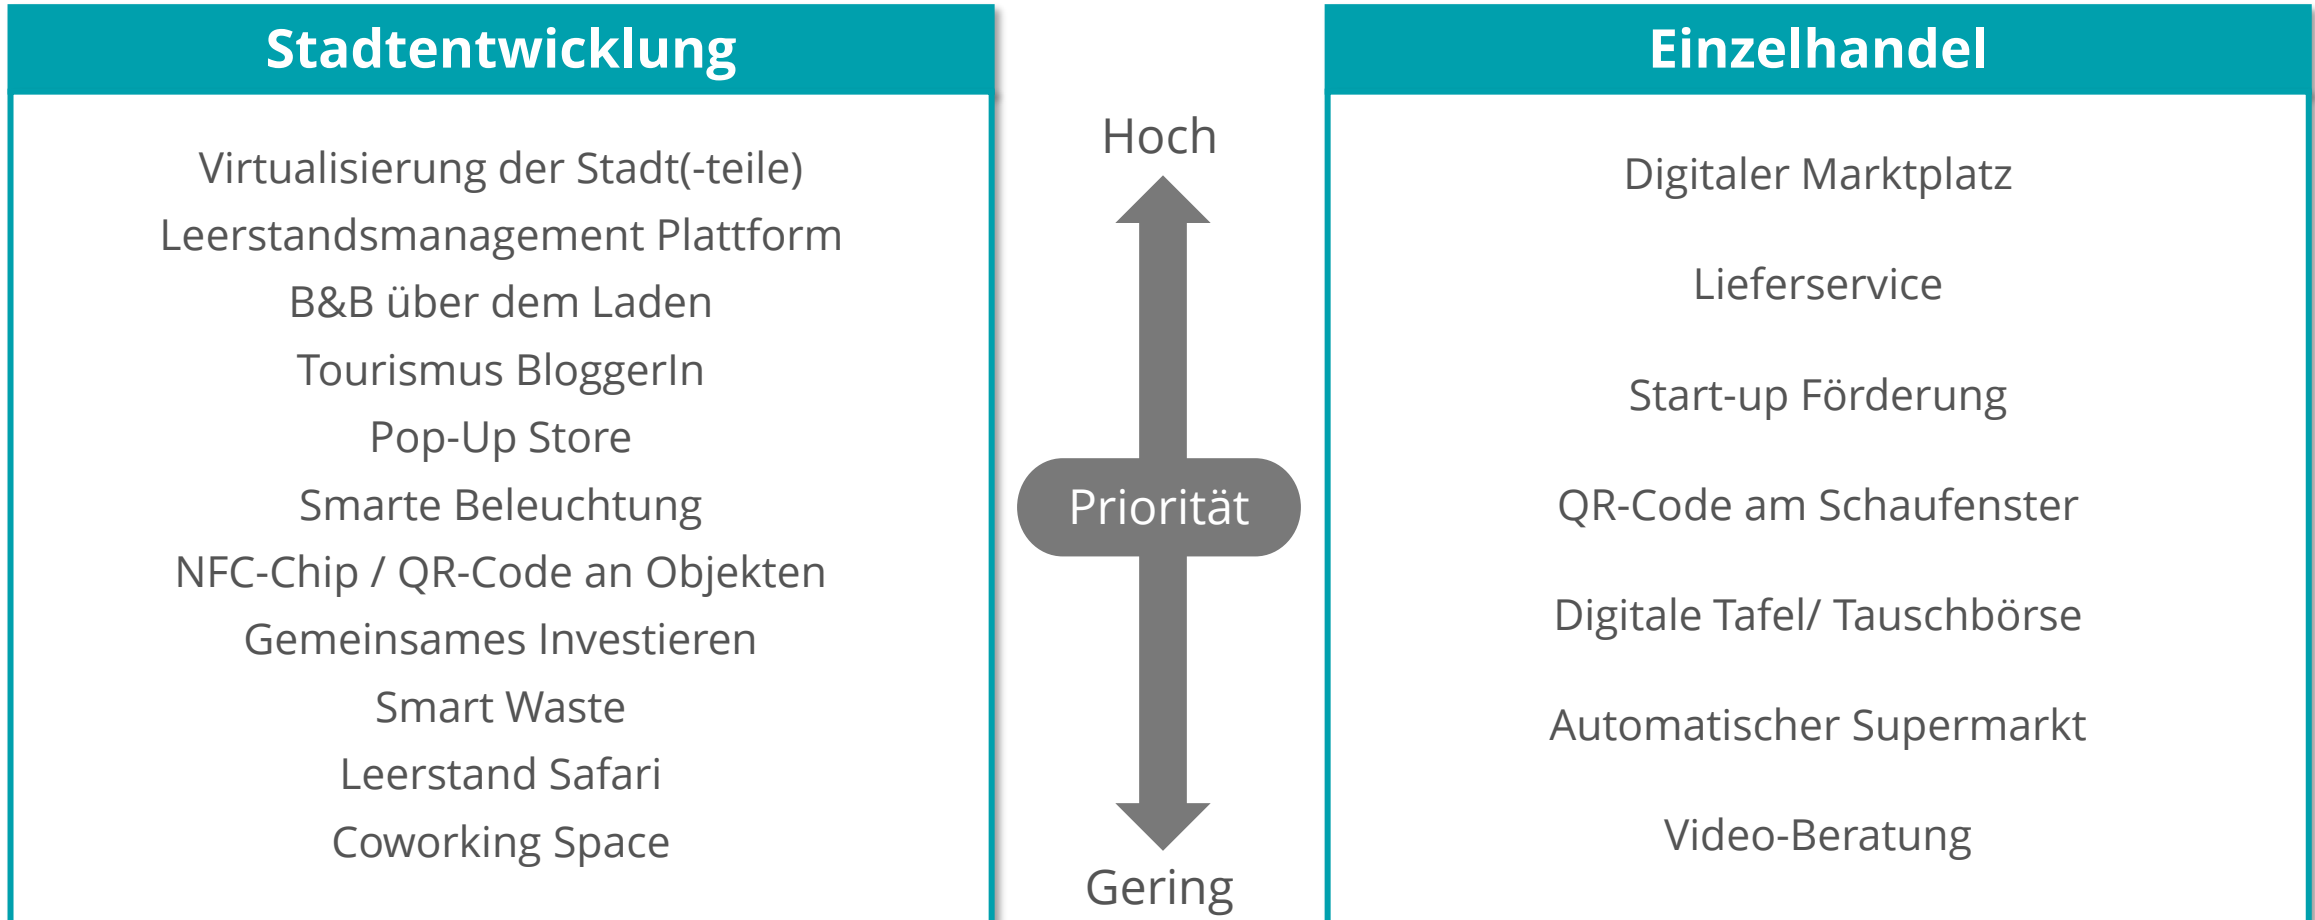 Stadtentwicklung
Virtualisierung der Stadt(-teile)
Leerstandsmanagement Plattform
B&B über dem Laden
Tourismus BloggerIn
Pop-Up Store
Smarte Beleuchtung
NFC-Chip / QR-Code an Objekten
Gemeinsames Investieren
Smart Waste
Leerstand Safari
Coworking Space
Hoch
Priorität
Gering
Einzelhandel
Digitaler Marktplatz
Lieferservice
Start-up Förderung
QR-Code am Schaufenster
Digitale Tafel/ Tauschbörse
Automatischer Supermarkt
Video-Beratung